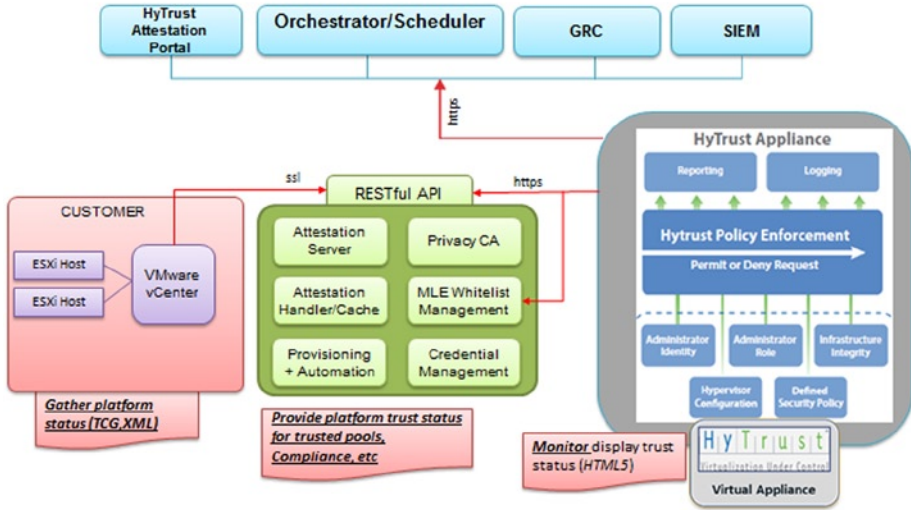 HyTrust
Attestation
Portal
Orchestrator/Scheduler
GRC
SIEM
https
HyTrust Appliance
Reporting
Logging
Hytrust Policy Enforcement
Permit or Deny Request
Administrator
Identity
Administrator
Role
Infrastructure
Integrity
Hypervisor
Configuration
Defined
Security Policy
HyTrust
Virtualization Under Control
Virtual Appliance
ssl
https
RESTful API
CUSTOMER
ESXi Host
ESXi Host
VMware
vCenter
Attestation
Server
Privacy CA
Attestation
Handler/Cache
MLE Whitelist
Management
Provisioning
+ Automation
Credential
Management
Gather platform
status (TCG,XML)
Provide platform trust status
for trusted pools,
Compliance, etc
Monitor display trust
status (HTML5)